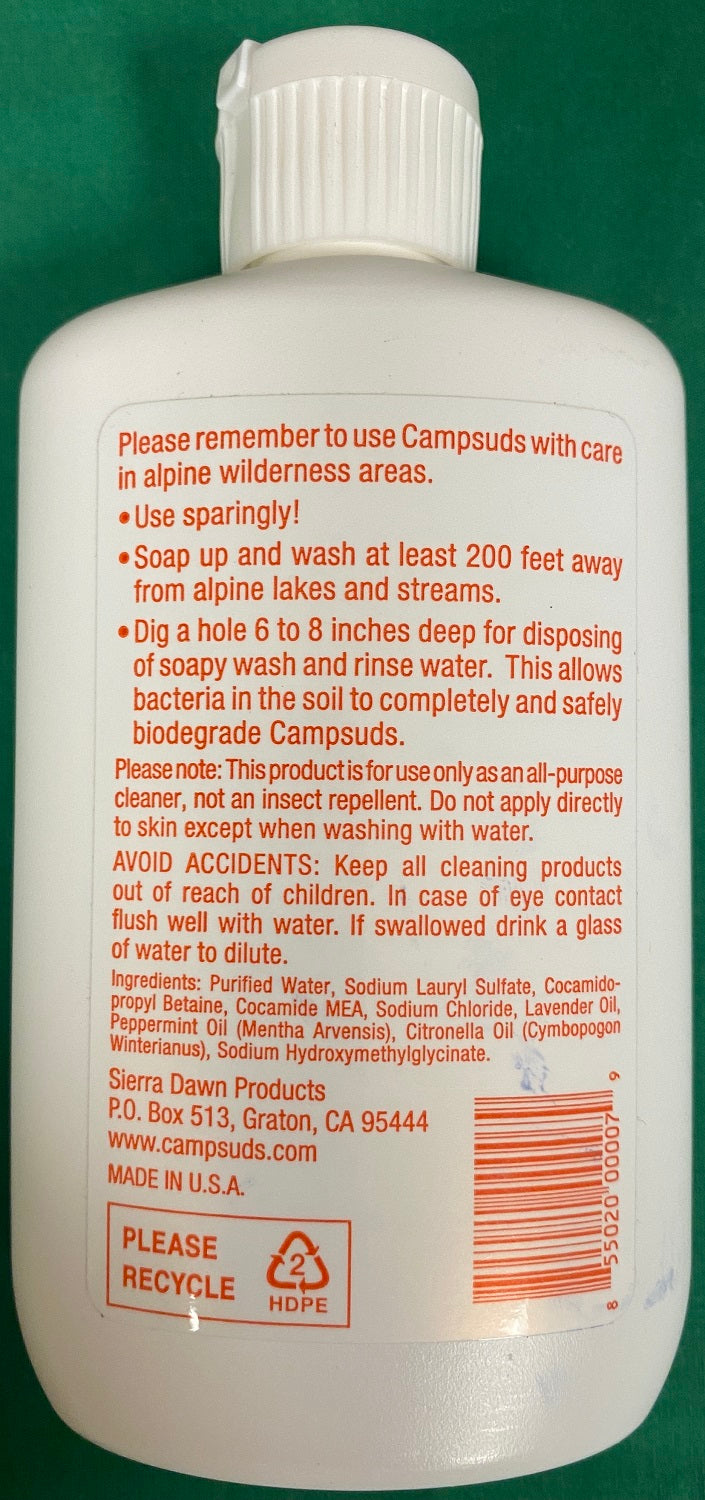 Please remember to use Campsuds with care
in alpine wilderness areas.
• Use sparingly!
• Soap up and wash at least 200 feet away
from alpine lakes and streams.
• Dig a hole 6 to 8 inches deep for disposing
of soapy wash and rinse water. This allows
bacteria in the soil to completely and safely
biodegrade Campsuds.
Please note: This product is for use only as an all-purpose
cleaner, not an insect repellent. Do not apply directly
to skin except when washing with water.
AVOID ACCIDENTS: Keep all cleaning products
out of reach of children. In case of eye contact
flush well with water. If swallowed drink a glass
of water to dilute.
Ingredients: Purified Water, Sodium Lauryl Sulfate, Cocamido-
propyl Betaine, Cocamide MEA, Sodium Chloride, Lavender Oil,
Peppermint Oil (Mentha Arvensis), Citronella Oil (Cymbopogon
Winterianus), Sodium Hydroxymethylglycinate.
Sierra Dawn Products
P.O. Box 513, Graton, CA 95444
www.campsuds.com
MADE IN U.S.A.
PLEASE
RECYCLE
2
HDPE
8 55020 00007 9